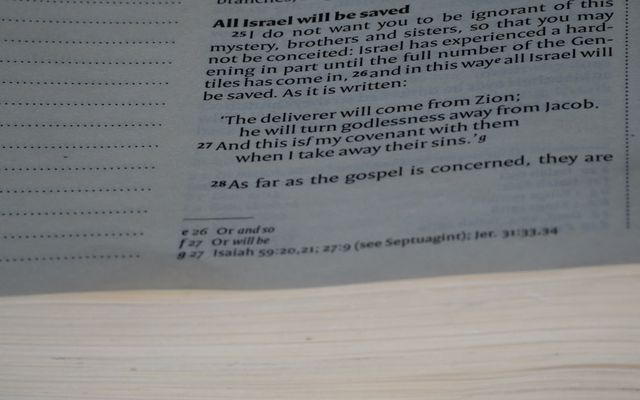 branches,
All Israel will be saved
25 I do not want you to be ignorant of this
mystery, brothers and sisters, so that you may
not be conceited: Israel has experienced a hard-
ening in part until the full number of the Gen-
tiles has come in, 26 and in this way e all Israel will
be saved. As it is written:
‘The deliverer will come from Zion;
he will turn godlessness away from Jacob.
27 And this is f my covenant with them
when I take away their sins.’ g
28 As far as the gospel is concerned, they are
e 26 Or and so
f 27 Or will be
g 27 Isaiah 59:20,21; 27:9 (see Septuagint); Jer. 31:33,34